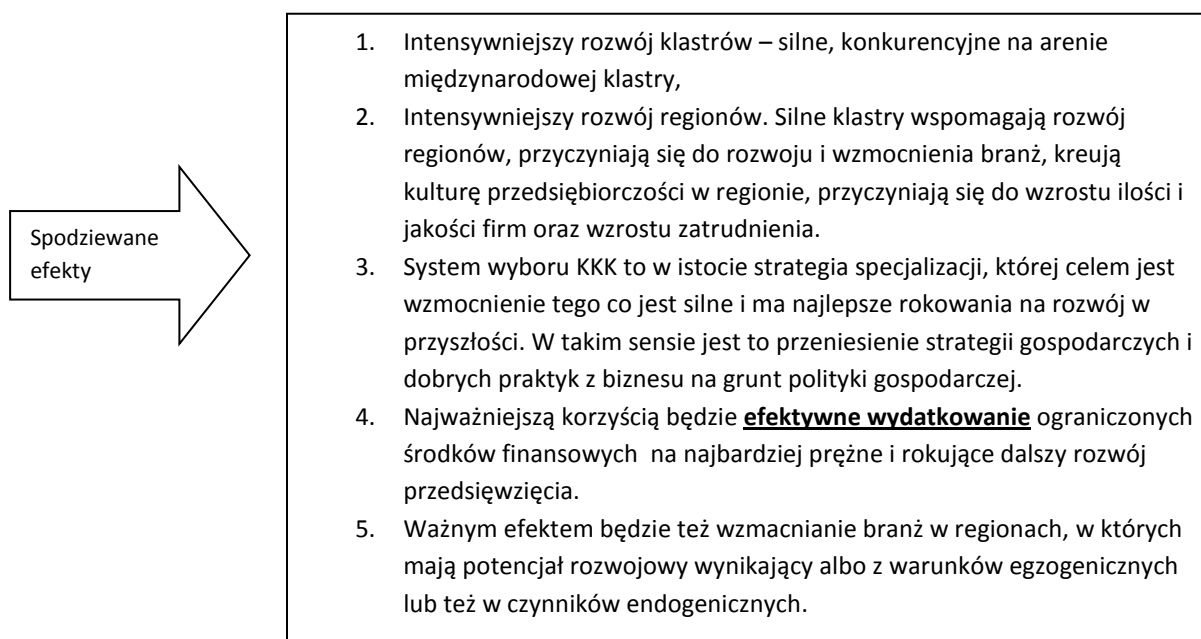 Spodziewane
efekty
1. Intensywniejszy rozwój klastrów – silne, konkurencyjne na arenie
międzynarodowej klastry,
2. Intensywniejszy rozwój regionów. Silne klastry wspomagają rozwój
regionów, przyczyniają się do rozwoju i wzmocnienia branż, kreują
kulturę przedsiębiorczości w regionie, przyczyniają się do wzrostu ilości i
jakości firm oraz wzrostu zatrudnienia.
3. System wyboru KKK to w istocie strategia specjalizacji, której celem jest
wzmocnienie tego co jest silne i ma najlepsze rokowania na rozwój w
przyszłości. W takim sensie jest to przeniesienie strategii gospodarczych i
dobrych praktyk z biznesu na grunt polityki gospodarczej.
4. Najważniejszą korzyścią będzie efektywne wydatkowanie ograniczonych
środków finansowych na najbardziej prężne i rokujące dalszy rozwój
przedsięwzięcia.
5. Ważnym efektem będzie też wzmacnianie branż w regionach, w których
mają potencjał rozwojowy wynikający albo z warunków egzogenicznych
lub też w czynników endogenicznych.